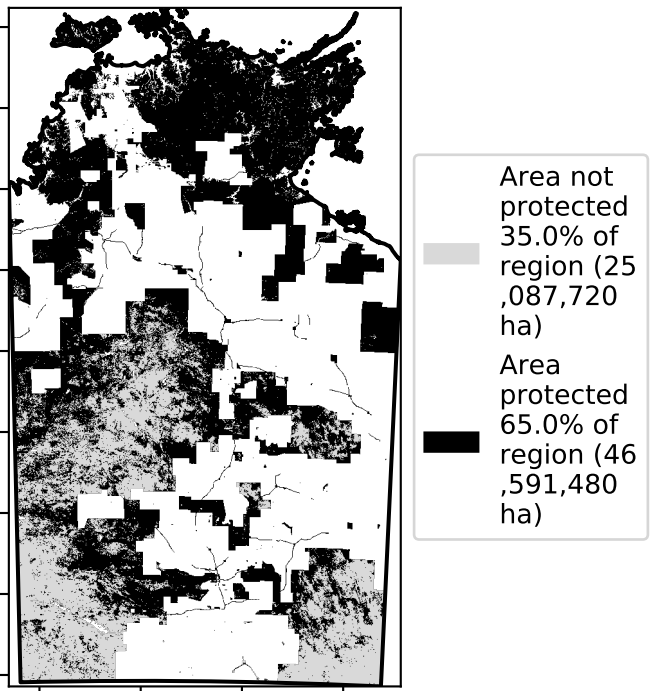 Area not
protected
35.0% of
region (25
,087,720
ha)
Area
protected
65.0% of
region (46
,591,480
ha)